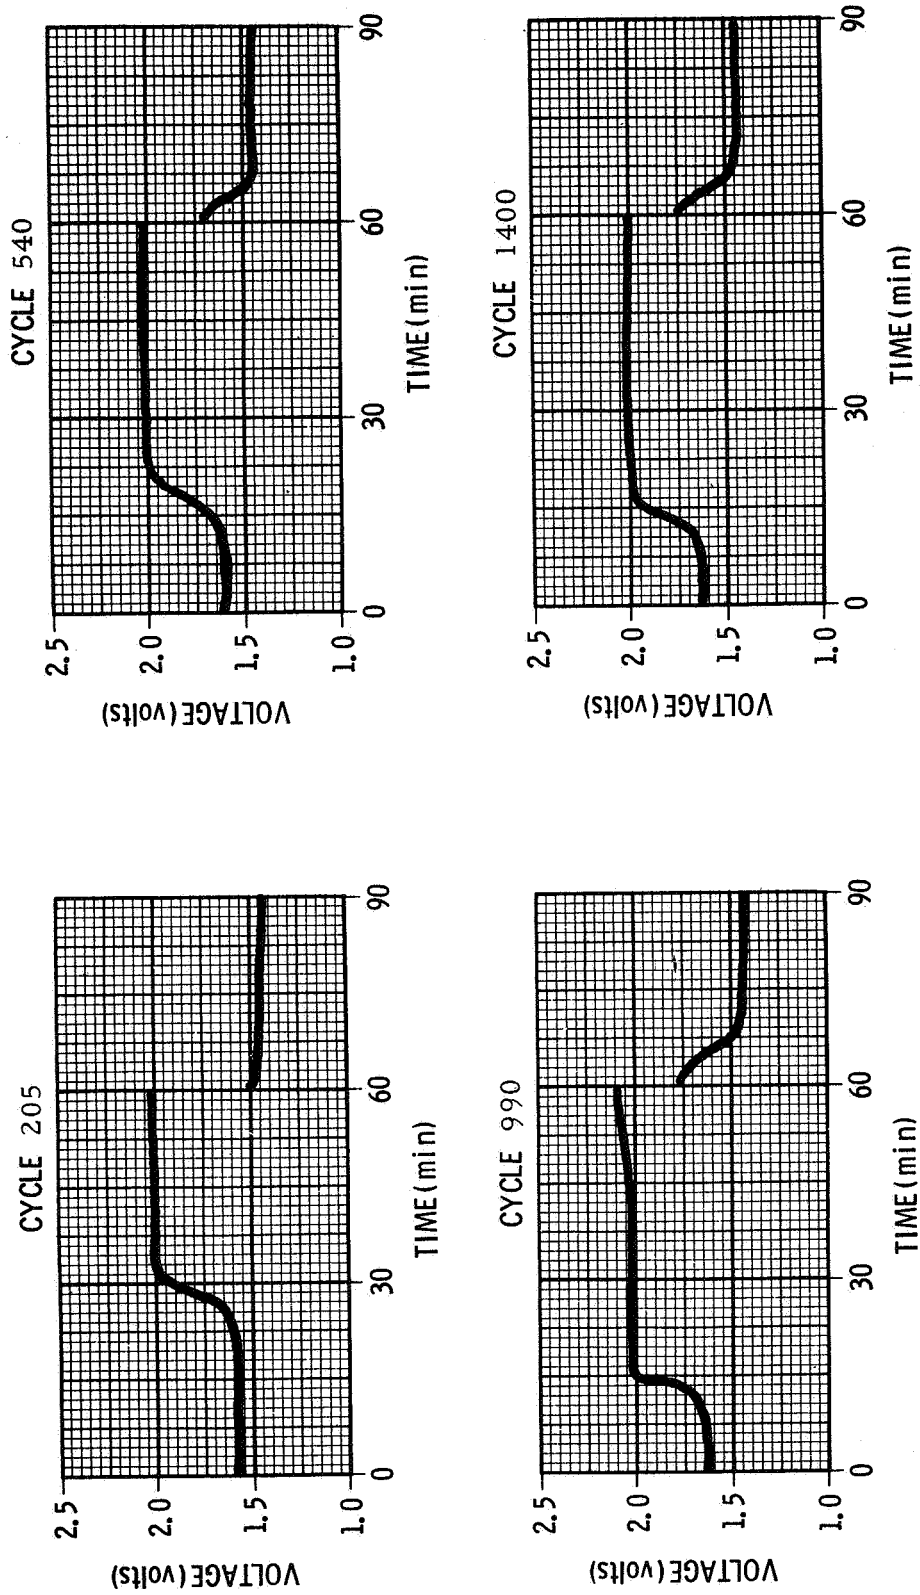 CYCLE 205
VOLTAGE (volts)
2.5
2.0
1.5
1.0
0
30
60
90
TIME (min)
CYCLE 540
VOLTAGE (volts)
2.5
2.0
1.5
1.0
0
30
60
90
TIME (min)
CYCLE 990
VOLTAGE (volts)
2.5
2.0
1.5
1.0
0
30
60
90
TIME (min)
CYCLE 1400
VOLTAGE (volts)
2.5
2.0
1.5
1.0
0
30
60
90
TIME (min)